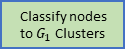 Classify nodes
to G₁ Clusters